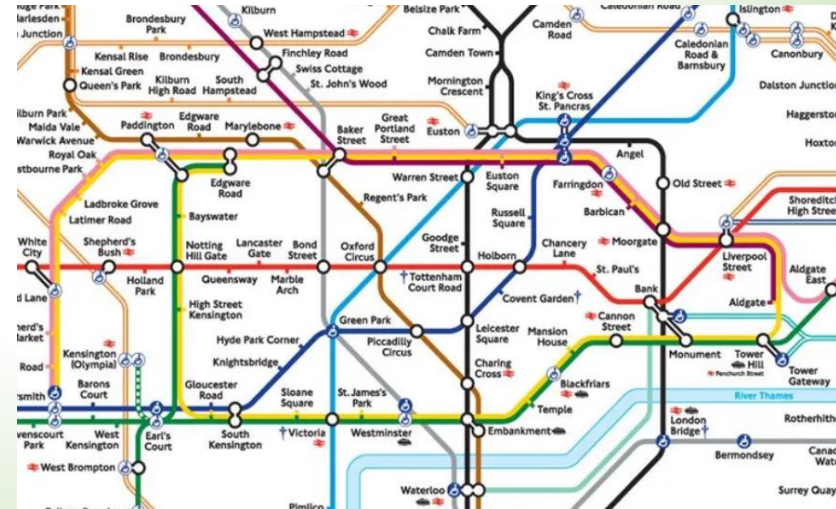 Kilburn
Belsize Park
Caledonian Road
Islington
Harlesden
Junction
Brondesbury
Park
West Hampstead
Chalk Farm
Camden
Road
Finchley Road
Kensal Rise
Brondesbury
Swiss Cottage
Camden Town
Caledonian
Road &
Barnsbury
Canonbury
Kensal Green
Queen's Park
Kilburn
High Road
South
Hampstead
St. John's Wood
Mornington
Crescent
King's Cross
St. Pancras
Dalston Junction
Kilburn Park
Maida Vale
Warwick Avenue
Paddington
Edgware
Road
Marylebone
Baker
Street
Great
Portland
Street
Euston
Haggerston
Royal Oak
Westbourne Park
Edgware
Road
Warren Street
Euston
Square
Angel
Farringdon
Barbican
Old Street
Hoxton
Ladbroke Grove
Latimer Road
Bayswater
Regent's Park
Russell
Square
Moorgate
Shoreditch
High Street
Liverpool
Street
White
City
Shepherd's
Bush
Notting
Hill Gate
Lancaster
Gate
Bond
Street
Oxford
Circus
Goodge
Street
Holborn
Chancery
Lane
St. Paul's
Aldgate
East
Holland
Park
Queensway
Marble
Arch
Tottenham
Court Road
Covent Garden
Bank
Aldgate
High Street
Kensington
Green Park
Hyde Park Corner
Piccadilly
Circus
Leicester
Square
Mansion
House
Cannon
Street
Monument
Tower
Hill
Fenchurch Street
Tower
Gateway
Kensington
(Olympia)
Knightsbridge
Charing
Cross
Blackfriars
Temple
River Thames
Barons
Court
Gloucester
Road
Sloane
Square
St. James's
Park
West
Kensington
Earl's
Court
South
Kensington
Victoria
Westminster
Embankment
London
Bridge
Bermondsey
Rotherhithe
West Brompton
Waterloo
Pimlico
Surrey Quays